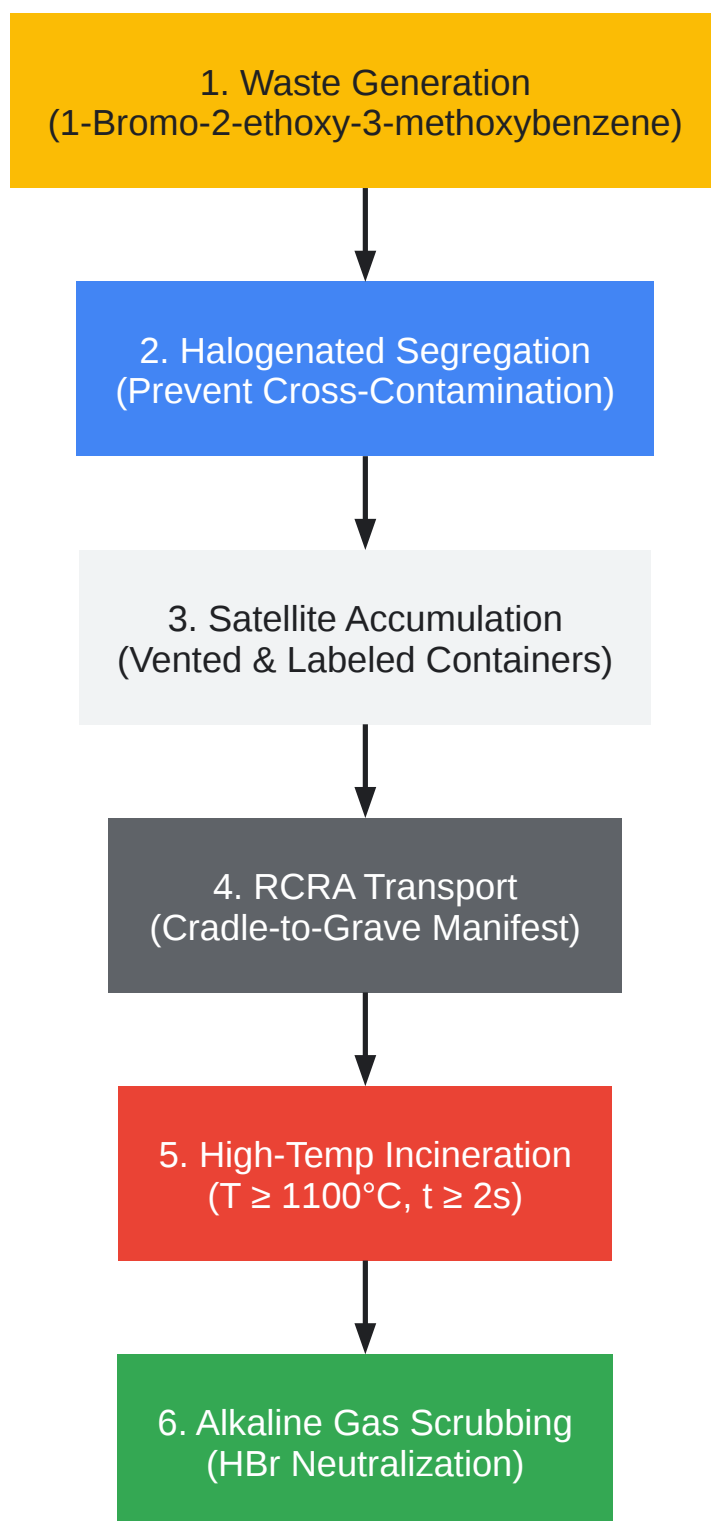 1. Waste Generation
(1-Bromo-2-ethoxy-3-methoxybenzene)
2. Halogenated Segregation
(Prevent Cross-Contamination)
3. Satellite Accumulation
(Vented & Labeled Containers)
4. RCRA Transport
(Cradle-to-Grave Manifest)
5. High-Temp Incineration
(T ≥ 1100°C, t ≥ 2s)
6. Alkaline Gas Scrubbing
(HBr Neutralization)